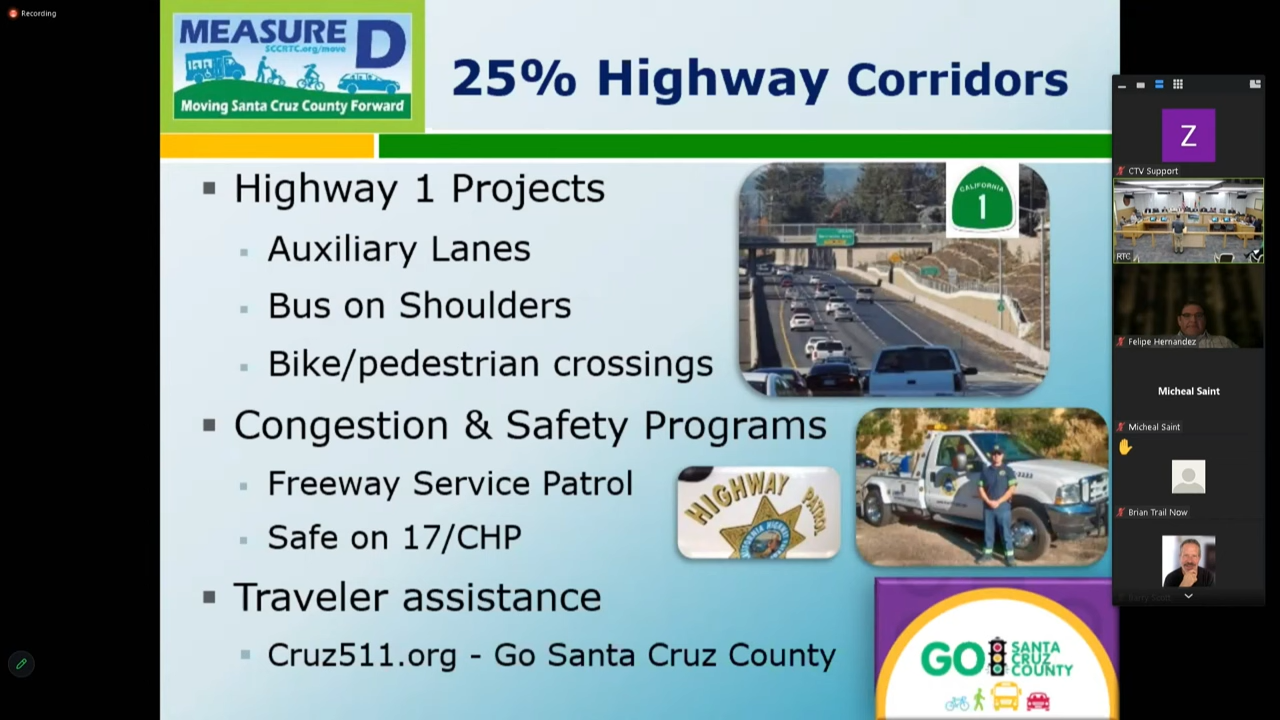 Recording
MEASURE D
SCCRTC.org/move
Moving Santa Cruz County Forward
25% Highway Corridors
Highway 1 Projects
Auxiliary Lanes
Bus on Shoulders
Bike/pedestrian crossings
CALIFORNIA
1
Congestion & Safety Programs
Freeway Service Patrol
Safe on 17/CHP
HIGHWAY PATROL
Traveler assistance
Cruz511.org - Go Santa Cruz County
GO SANTA
CRUZ
COUNTY
Z
CTV Support
RTC
Felipe Hernandez
Micheal Saint
Micheal Saint
Brian Trail Now
Barry Scott